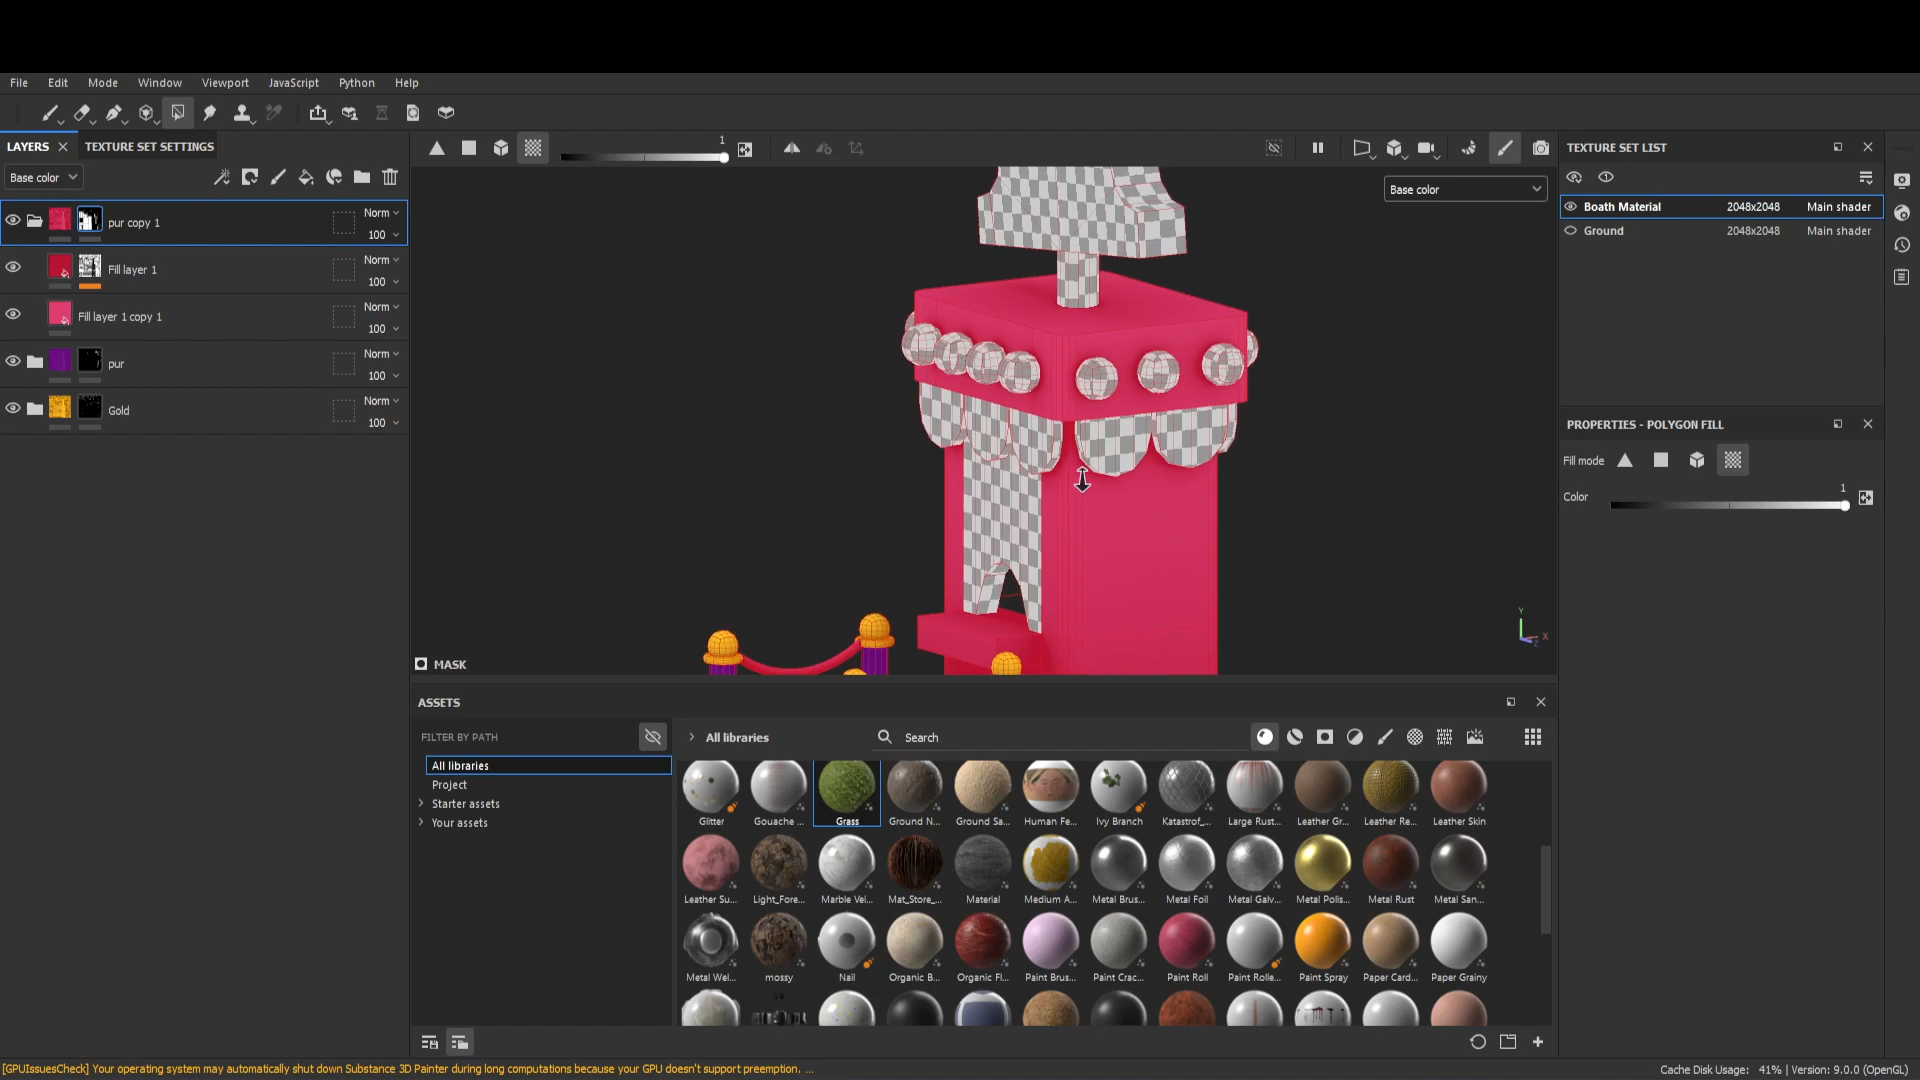 File Edit Mode Window Viewport JavaScript Python Help
LAYERS TEXTURE SET SETTINGS
1
TEXTURE SET LIST
Base color
Base color
Boath Material 2048x2048 Main shader
Ground 2048x2048 Main shader
pur copy 1 Norm
100
Fill layer 1 Norm
100
Fill layer 1 copy 1 Norm
100
pur Norm
100
Gold Norm
100
PROPERTIES - POLYGON FILL
Fill mode
Color 1
Y
X
Z
MASK
ASSETS
FILTER BY PATH
All libraries
Search
All libraries
Project
Starter assets
Your assets
Glitter Gouache ... Grass Ground N... Ground Sa... Human Fe... Ivy Branch Katastrof_... Large Rust... Leather Gr... Leather Re... Leather Skin
Leather Su... Light_Fore... Marble Vei... Mat_Store_... Material Medium A... Metal Brus... Metal Foil Metal Galv... Metal Polis... Metal Rust Metal San...
Metal Wel... mossy Nail Organic B... Organic Fl... Paint Brus... Paint Crac... Paint Roll Paint Rolle... Paint Spray Paper Card... Paper Grainy
[GPUIssuesCheck] Your operating system may automatically shut down Substance 3D Painter during long computations because your GPU doesn't support preemption. ...
Cache Disk Usage: 41% | Version: 9.0.0 (OpenGL)